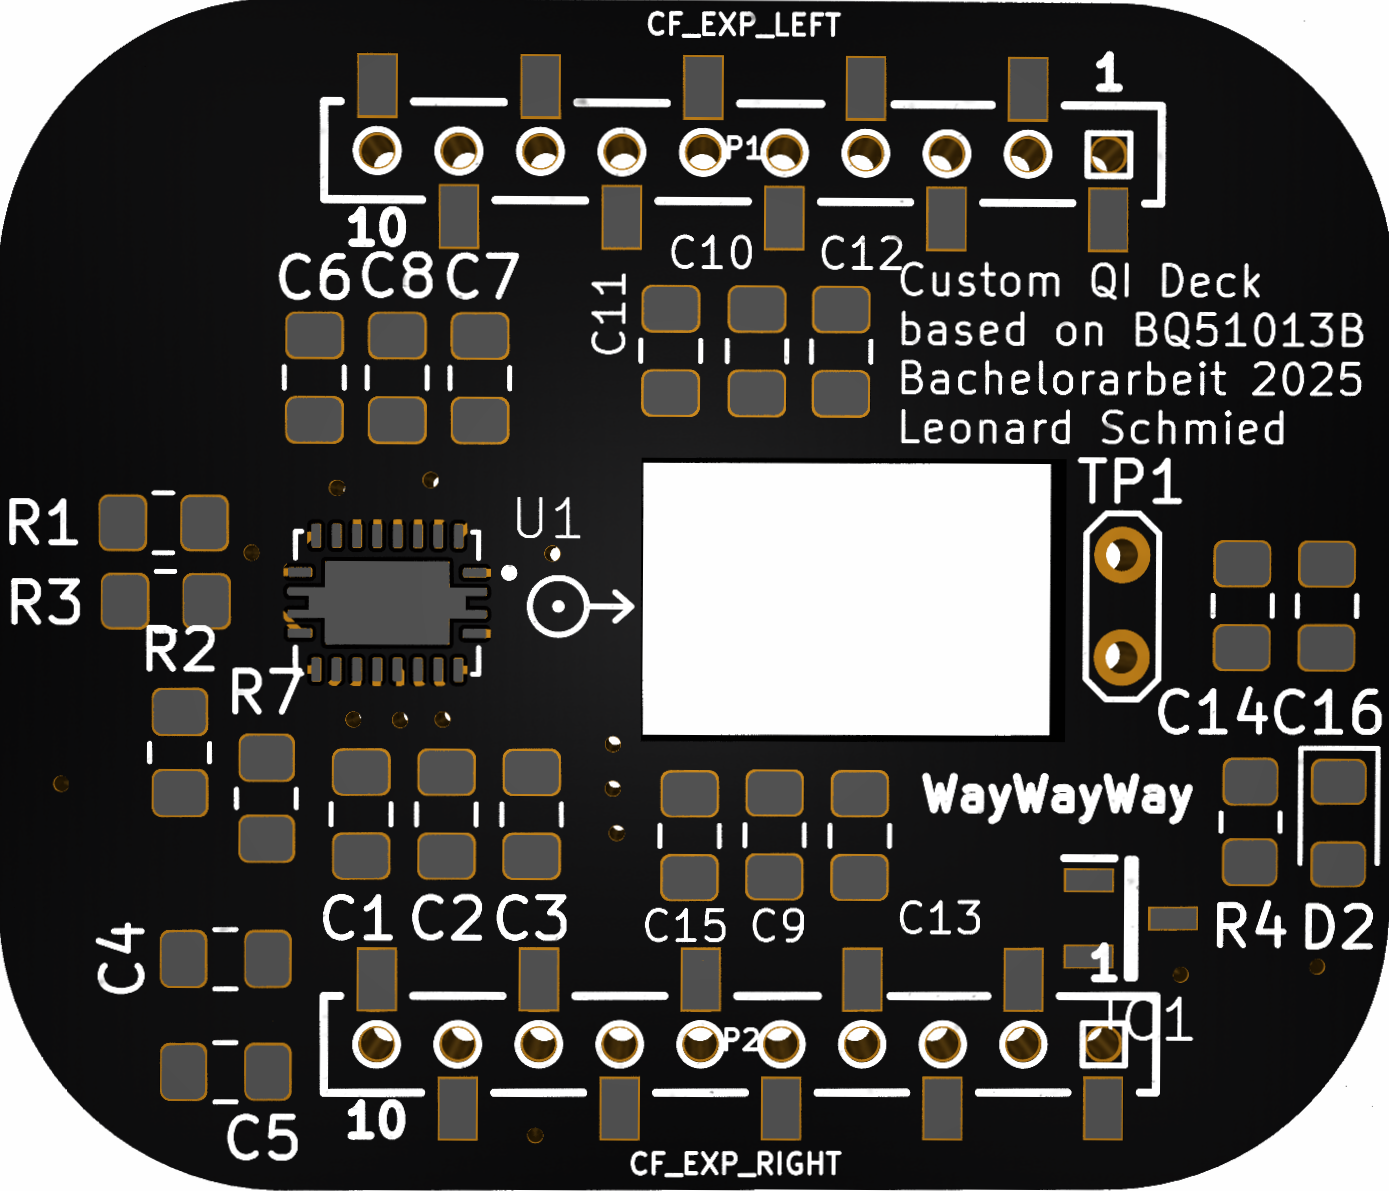 CF_EXP_LEFT
1
P1
10
C6 C8 C7
C10 C12
C11
Custom QI Deck
based on BQ51013B
Bachelorarbeit 2025
Leonard Schmied
TP1
R1
U1
R3
R2
R7
C14 C16
WayWayWay
C1 C2 C3
C15 C9 C13
R4 D2
C4
1
IC1
P2
10
C5
CF_EXP_RIGHT